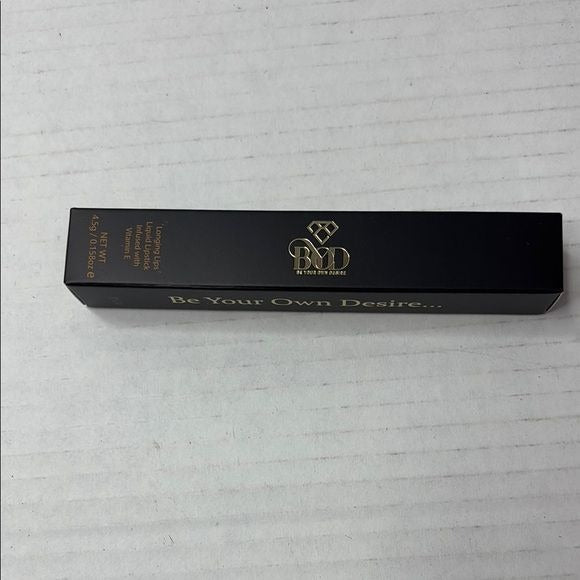 BYOD
BE YOUR OWN DESIRE
"Longing Lips"
Liquid Lipstick
Infused with
Vitamin E
NET WT
4.5g / 0.158oz ℮
Be Your Own Desire...